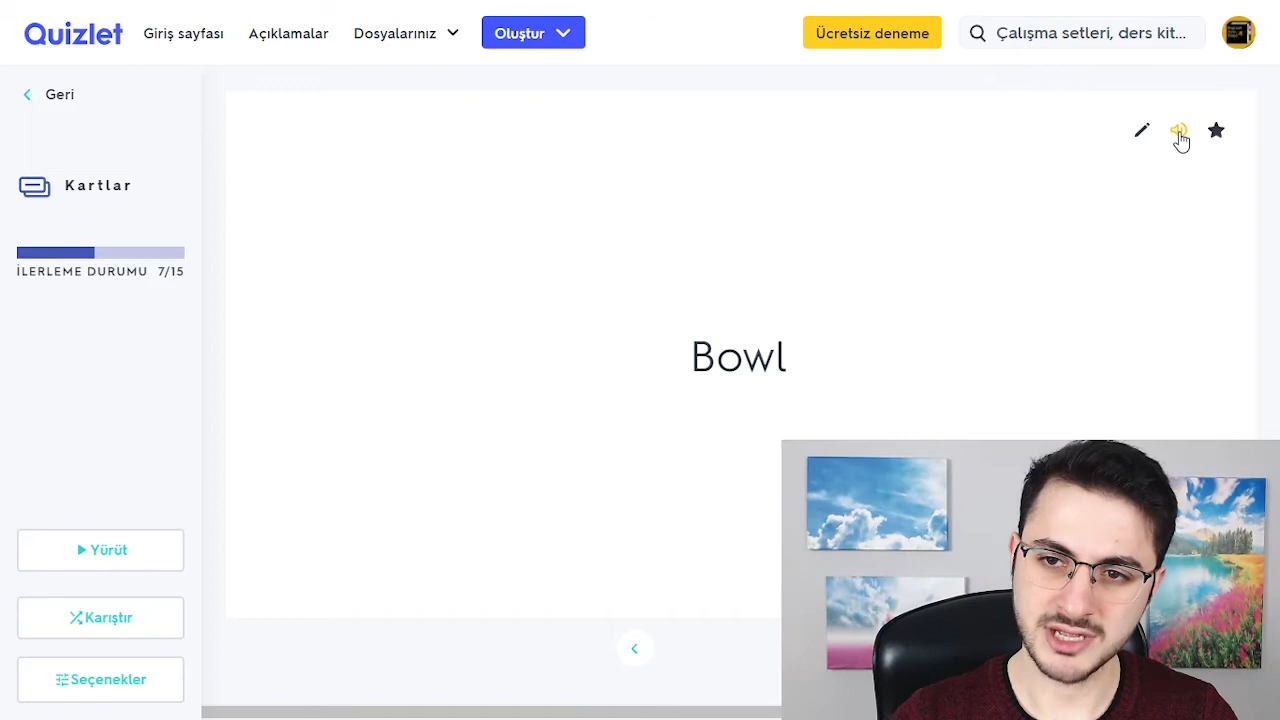 Quizlet
Giriş sayfası
Açıklamalar
Dosyalarınız
Oluştur
Ücretsiz deneme
Çalışma setleri, ders kit...
Geri
Kartlar
İLERLEME DURUMU 7/15
Bowl
Yürüt
Karıştır
Seçenekler